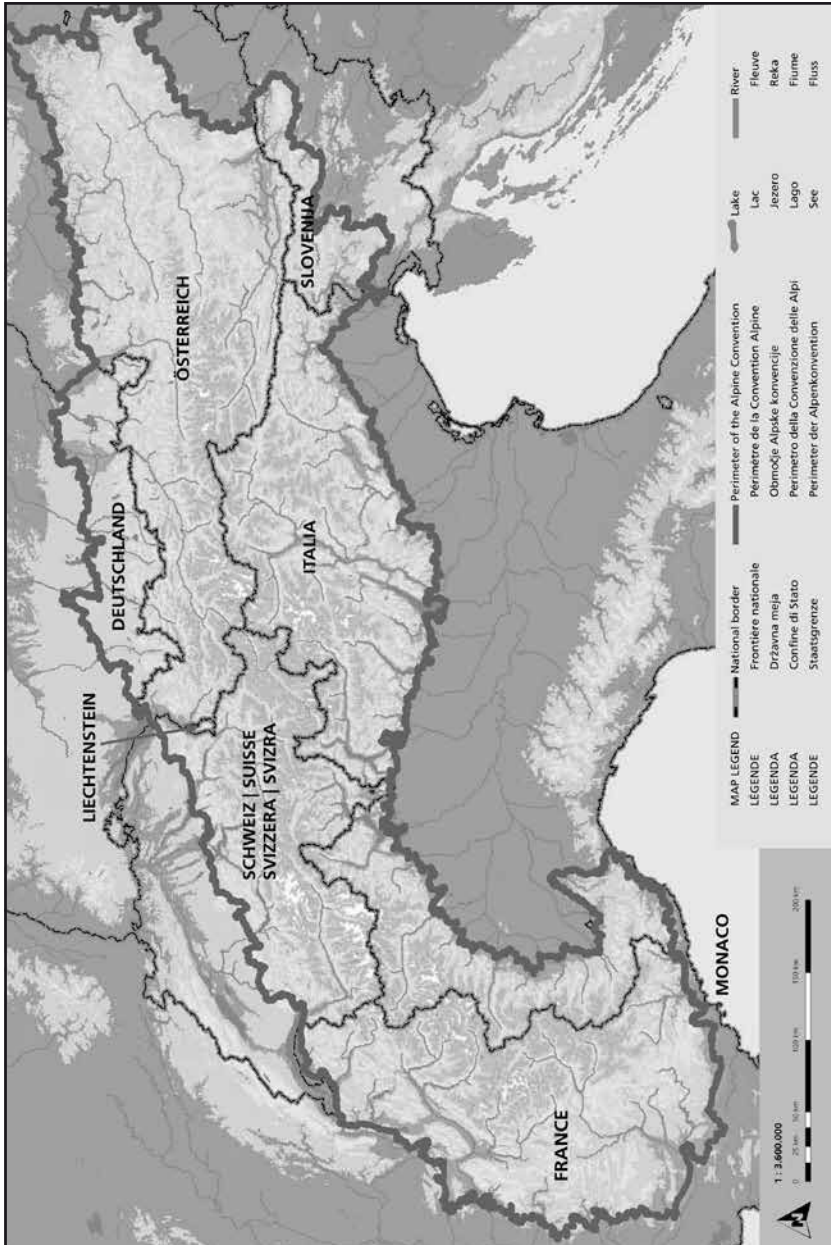 DEUTSCHLAND
LIECHTENSTEIN
ÖSTERREICH
SCHWEIZ | SUISSE
SVIZZERA | SVIZRA
SLOVENIJA
ITALIA
FRANCE
MONACO
N
1 : 3.600.000
0 25 km 50 km 100 km 150 km 200 km
MAP LEGEND National border Perimeter of the Alpine Convention Lake River
LÉGENDE Frontière nationale Périmètre de la Convention Alpine Lac Fleuve
LEGENDA Državna meja Območje Alpske konvencije Jezero Reka
LEGENDA Confine di Stato Perimetro della Convenzione delle Alpi Lago Fiume
LEGENDE Staatsgrenze Perimeter der Alpenkonvention See Fluss